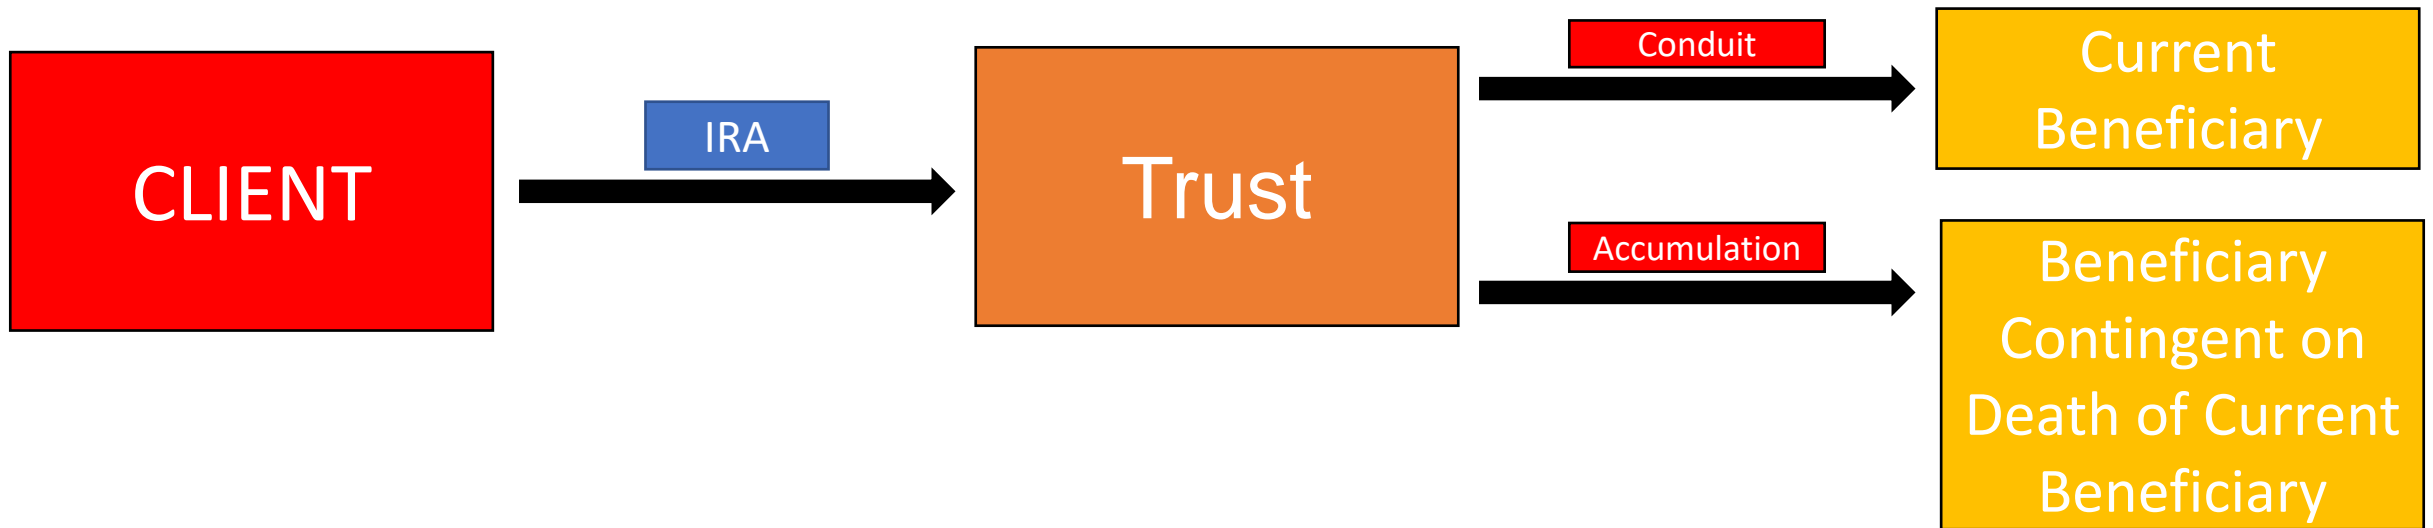 CLIENT
IRA
Trust
Conduit
Current
Beneficiary
Accumulation
Beneficiary
Contingent on
Death of Current
Beneficiary